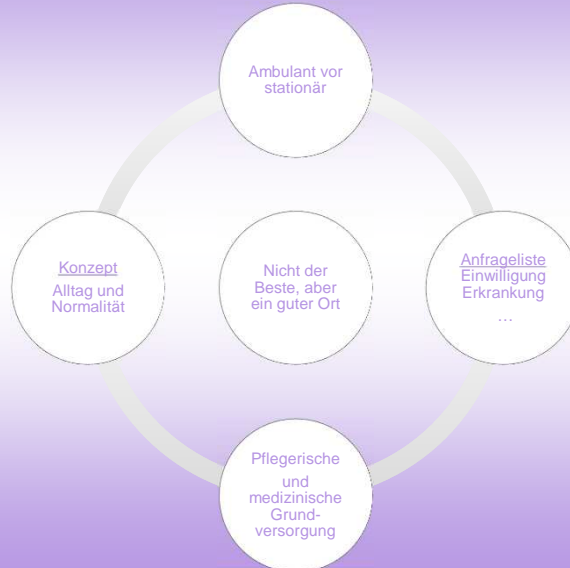 Ambulant vor
stationär
Konzept
Alltag und
Normalität
Nicht der
Beste, aber
ein guter Ort
Anfrageliste
Einwilligung
Erkrankung
…
Pflegerische
und
medizinische
Grund-
versorgung